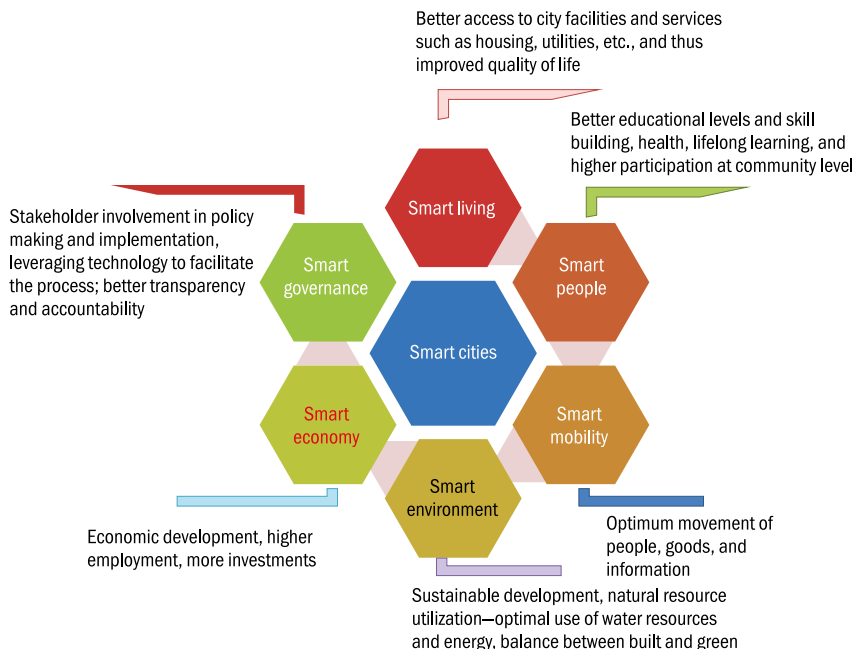 Better access to city facilities and services
such as housing, utilities, etc., and thus
improved quality of life
Better educational levels and skill
building, health, lifelong learning, and
higher participation at community level
Smart living
Stakeholder involvement in policy
making and implementation,
leveraging technology to facilitate
the process; better transparency
and accountability
Smart
governance
Smart
people
Smart cities
Smart
economy
Smart
mobility
Smart
environment
Economic development, higher
employment, more investments
Optimum movement of
people, goods, and
information
Sustainable development, natural resource
utilization—optimal use of water resources
and energy, balance between built and green